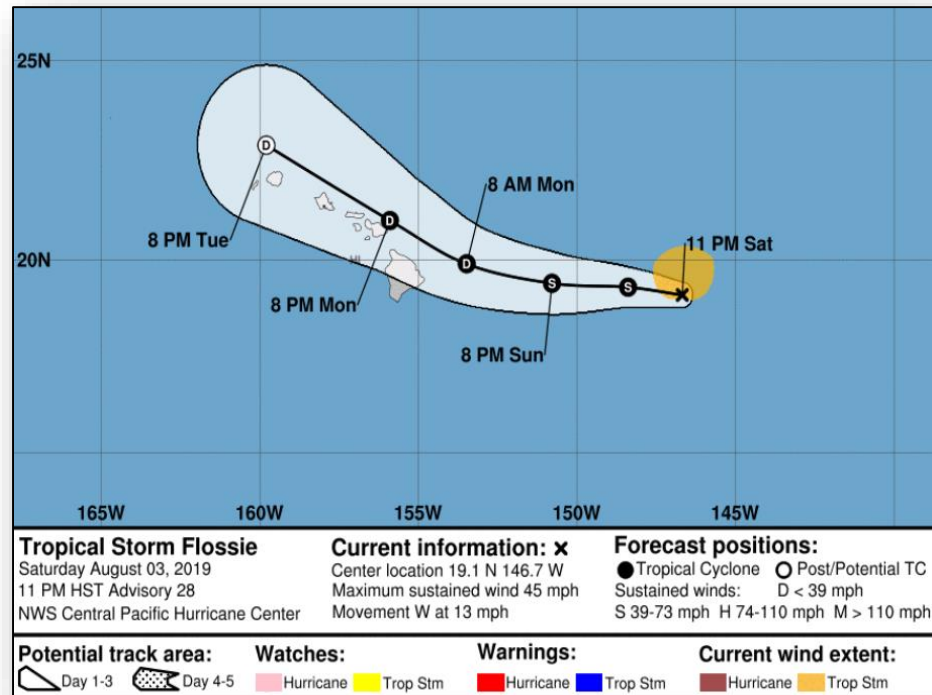 25N
8 AM Mon
8 PM Tue
11 PM Sat
20N
HI
8 PM Mon
8 PM Sun
165W 160W 155W 150W 145W
D
D
D
S
S
Tropical Storm Flossie
Saturday August 03, 2019
11 PM HST Advisory 28
NWS Central Pacific Hurricane Center
Current information: x
Center location 19.1 N 146.7 W
Maximum sustained wind 45 mph
Movement W at 13 mph
Forecast positions:
Tropical Cyclone Post/Potential TC
Sustained winds: D < 39 mph
S 39-73 mph H 74-110 mph M > 110 mph
Potential track area:
Day 1-3 Day 4-5
Watches:
Hurricane Trop Stm
Warnings:
Hurricane Trop Stm
Current wind extent:
Hurricane Trop Stm